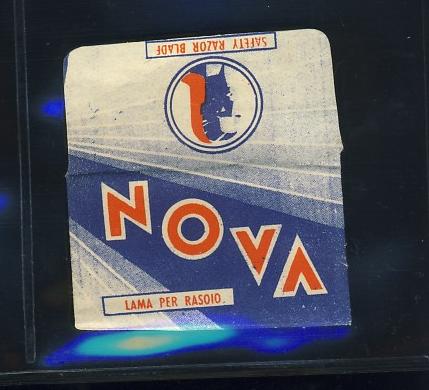 SAFETY RAZOR BLADE
NOVA
LAMA PER RASOIO.